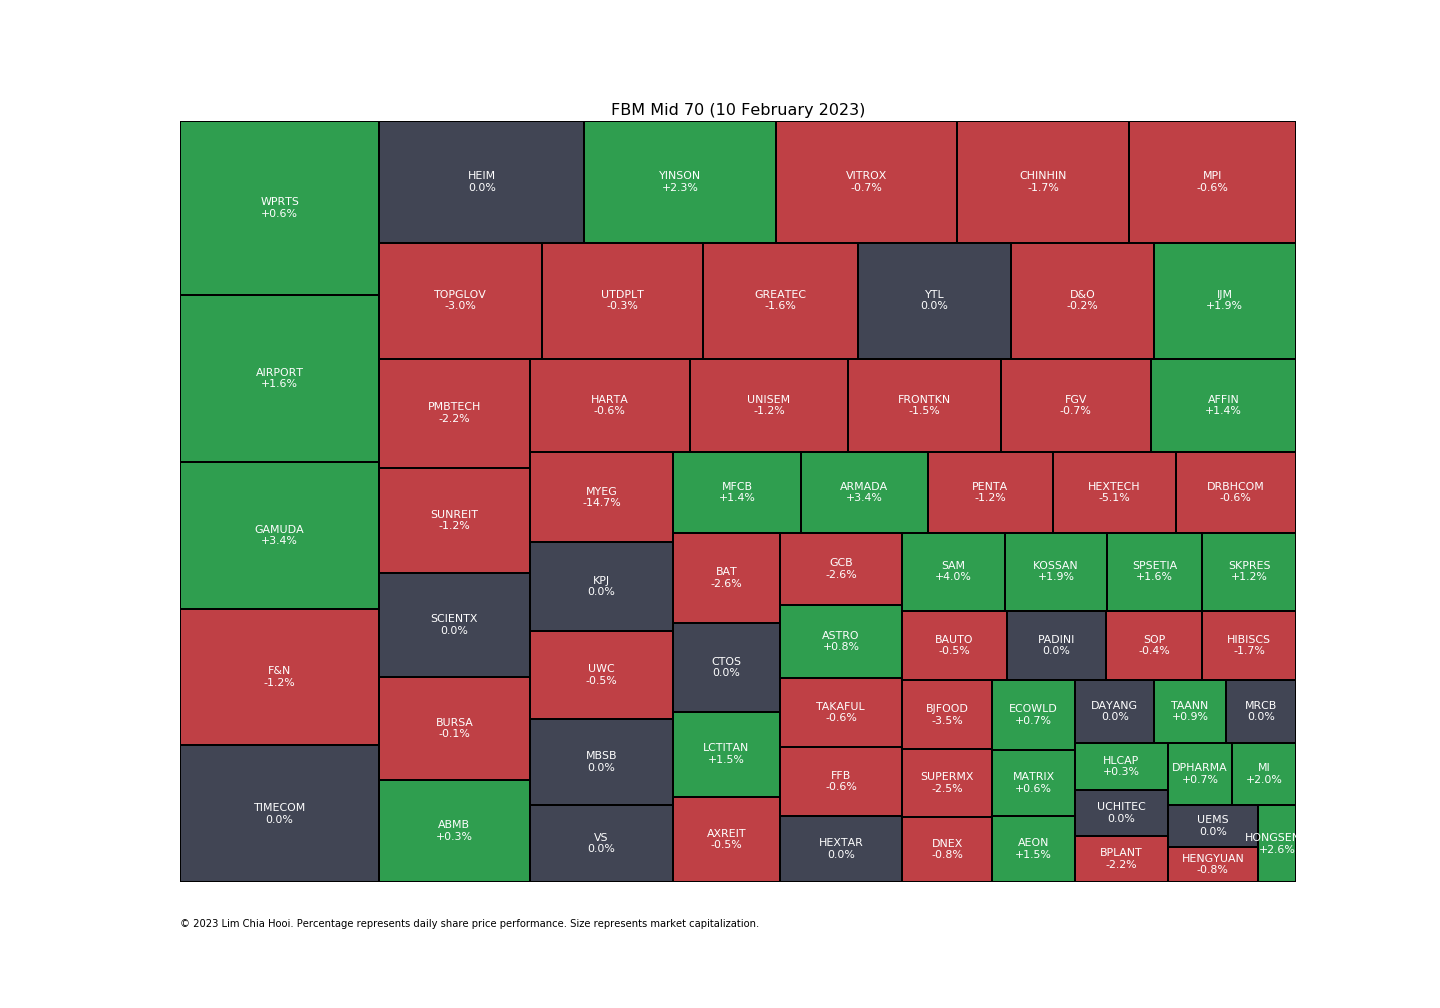 FBM Mid 70 (10 February 2023)
WPRTS
+0.6%
AIRPORT
+1.6%
GAMUDA
+3.4%
F&N
-1.2%
TIMECOM
0.0%
HEIM
0.0%
YINSON
+2.3%
VITROX
-0.7%
CHINHIN
-1.7%
MPI
-0.6%
TOPGLOV
-3.0%
UTDPLT
-0.3%
GREATEC
-1.6%
YTL
0.0%
D&O
-0.2%
IJM
+1.9%
PMBTECH
-2.2%
SUNREIT
-1.2%
SCIENTX
0.0%
BURSA
-0.1%
ABMB
+0.3%
HARTA
-0.6%
UNISEM
-1.2%
FRONTKN
-1.5%
FGV
-0.7%
AFFIN
+1.4%
MYEG
-14.7%
KPJ
0.0%
UWC
-0.5%
MBSB
0.0%
VS
0.0%
MFCB
+1.4%
ARMADA
+3.4%
PENTA
-1.2%
HEXTECH
-5.1%
DRBHCOM
-0.6%
BAT
-2.6%
CTOS
0.0%
LCTITAN
+1.5%
AXREIT
-0.5%
GCB
-2.6%
ASTRO
+0.8%
TAKAFUL
-0.6%
FFB
-0.6%
HEXTAR
0.0%
SAM
+4.0%
KOSSAN
+1.9%
SPSETIA
+1.6%
SKPRES
+1.2%
BAUTO
-0.5%
PADINI
0.0%
SOP
-0.4%
HIBISCS
-1.7%
BJFOOD
-3.5%
SUPERMX
-2.5%
DNEX
-0.8%
ECOWLD
+0.7%
MATRIX
+0.6%
AEON
+1.5%
DAYANG
0.0%
TAANN
+0.9%
MRCB
0.0%
HLCAP
+0.3%
UCHITEC
0.0%
BPLANT
-2.2%
DPHARMA
+0.7%
MI
+2.0%
UEMS
0.0%
HENGYUAN
-0.8%
+2.6%
© 2023 Lim Chia Hooi. Percentage represents daily share price performance. Size represents market capitalization.